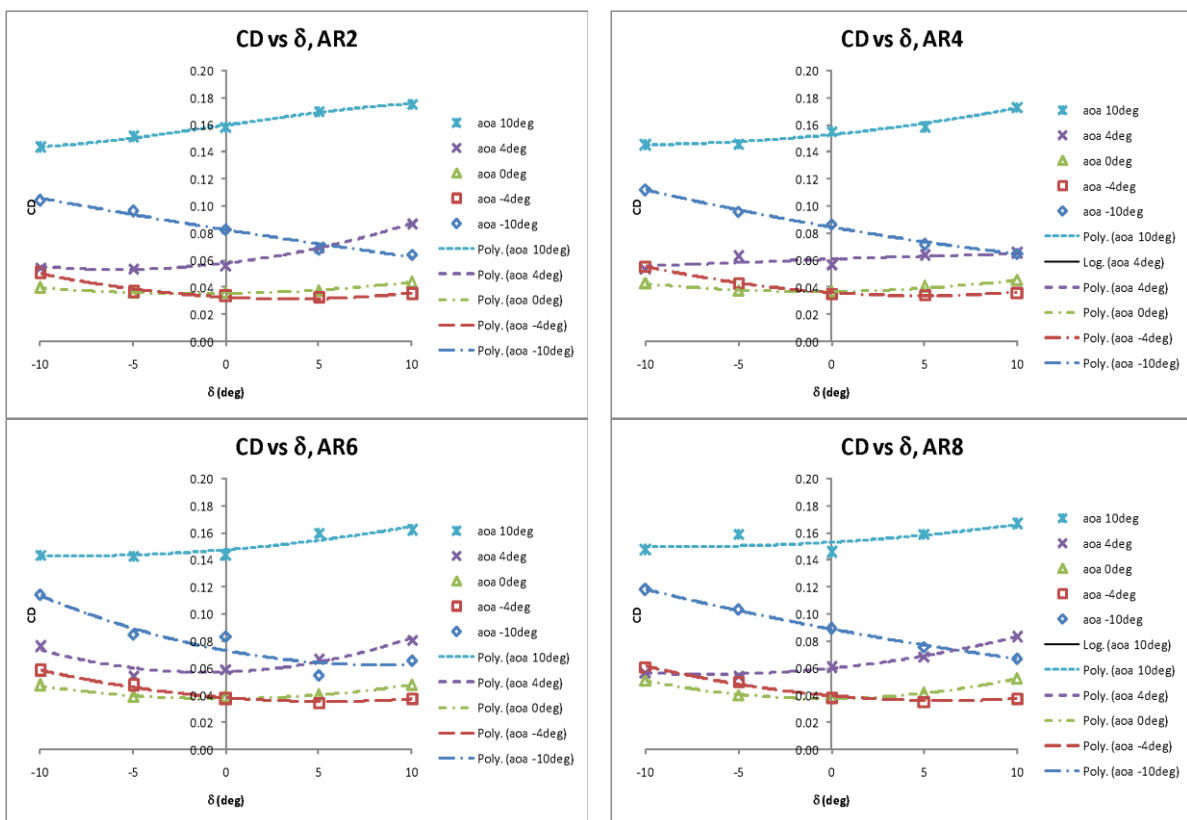 CD vs δ, AR2
0.20
0.18
0.16
0.14
0.12
0.10
0.08
0.06
0.04
0.02
0.00
CD
-10 -5 0 5 10
δ (deg)
aoa 10deg
aoa 4deg
aoa 0deg
aoa -4deg
aoa -10deg
Poly. (aoa 10deg)
Poly. (aoa 4deg)
Poly. (aoa 0deg)
Poly. (aoa -4deg)
Poly. (aoa -10deg)
CD vs δ, AR4
0.20
0.18
0.16
0.14
0.12
0.10
0.08
0.06
0.04
0.02
0.00
CD
-10 -5 0 5 10
δ (deg)
aoa 10deg
aoa 4deg
aoa 0deg
aoa -4deg
aoa -10deg
Poly. (aoa 10deg)
Log. (aoa 4deg)
Poly. (aoa 4deg)
Poly. (aoa 0deg)
Poly. (aoa -4deg)
Poly. (aoa -10deg)
CD vs δ, AR6
0.20
0.18
0.16
0.14
0.12
0.10
0.08
0.06
0.04
0.02
0.00
CD
-10 -5 0 5 10
δ (deg)
aoa 10deg
aoa 4deg
aoa 0deg
aoa -4deg
aoa -10deg
Poly. (aoa 10deg)
Poly. (aoa 4deg)
Poly. (aoa 0deg)
Poly. (aoa -4deg)
Poly. (aoa -10deg)
CD vs δ, AR8
0.20
0.18
0.16
0.14
0.12
0.10
0.08
0.06
0.04
0.02
0.00
CD
-10 -5 0 5 10
δ (deg)
aoa 10deg
aoa 4deg
aoa 0deg
aoa -4deg
aoa -10deg
Log. (aoa 10deg)
Poly. (aoa 10deg)
Poly. (aoa 4deg)
Poly. (aoa 0deg)
Poly. (aoa -4deg)
Poly. (aoa -10deg)